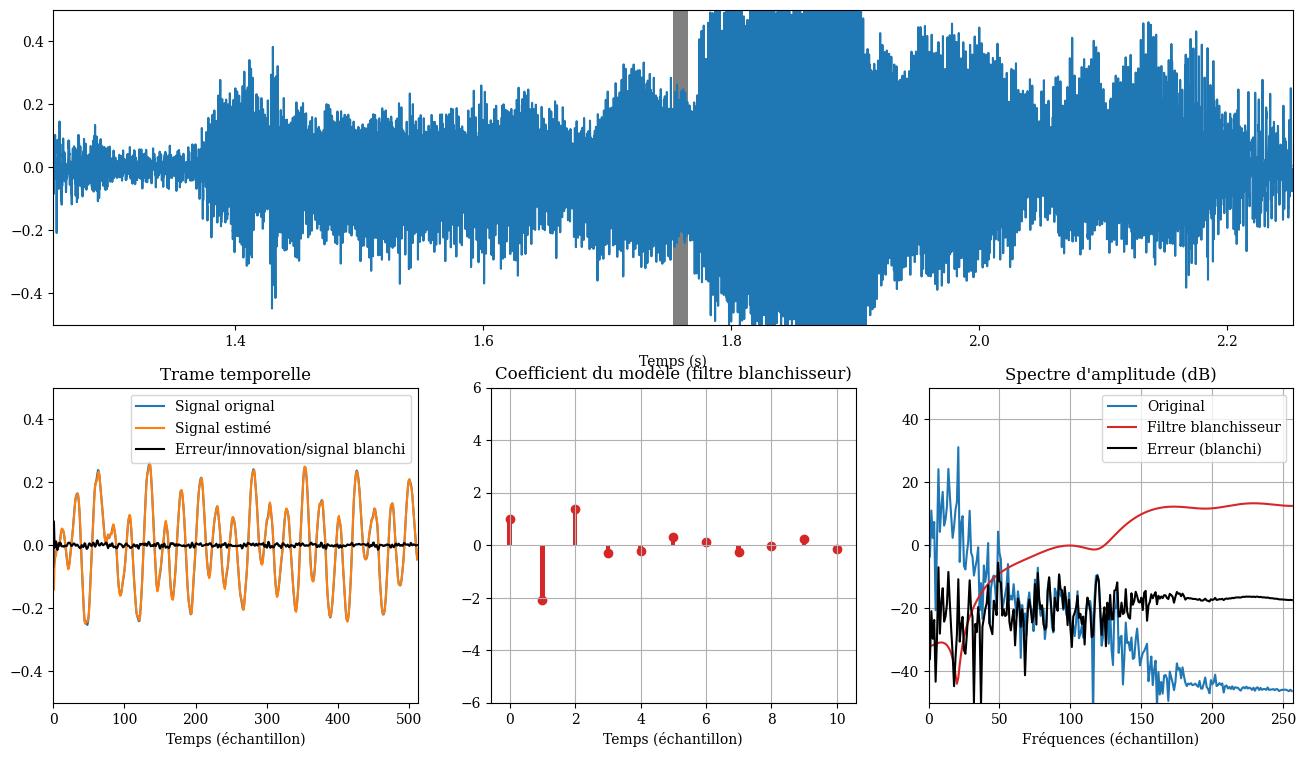 0.4
0.2
0.0
−0.2
−0.4
1.4 1.6 1.8 2.0 2.2
Temps (s)
Trame temporelle
0.4
0.2
0.0
−0.2
−0.4
Signal orignal
Signal estimé
Erreur/innovation/signal blanchi
0 100 200 300 400 500
Temps (échantillon)
Coefficient du modèle (filtre blanchisseur)
6
4
2
0
−2
−4
−6
0 2 4 6 8 10
Temps (échantillon)
Spectre d'amplitude (dB)
40
20
0
−20
−40
Original
Filtre blanchisseur
Erreur (blanchi)
0 50 100 150 200 250
Fréquences (échantillon)